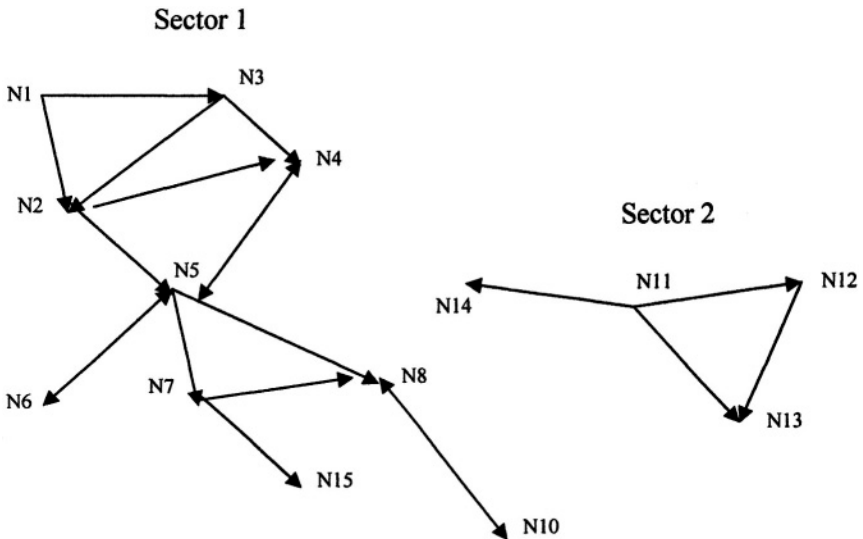 Sector 1
N3
N1
N4
N2
Sector 2
N5
N11
N12
N14
N8
N7
N6
N13
N15
N10